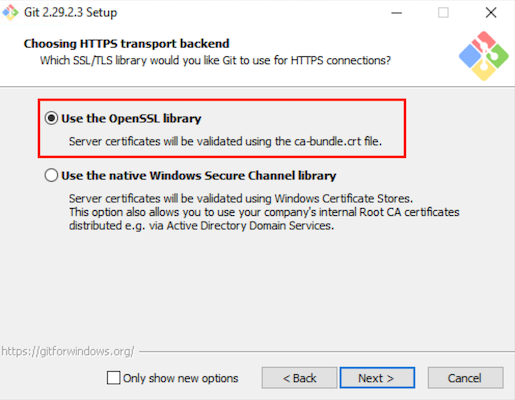 Git 2.29.2.3 Setup
Choosing HTTPS transport backend
Which SSL/TLS library would you like Git to use for HTTPS connections?
Use the OpenSSL library
Server certificates will be validated using the ca-bundle.crt file.
Use the native Windows Secure Channel library
Server certificates will be validated using Windows Certificate Stores.
This option also allows you to use your company's internal Root CA certificates
distributed e.g. via Active Directory Domain Services.
https://gitforwindows.org/
Only show new options
< Back
Next >
Cancel